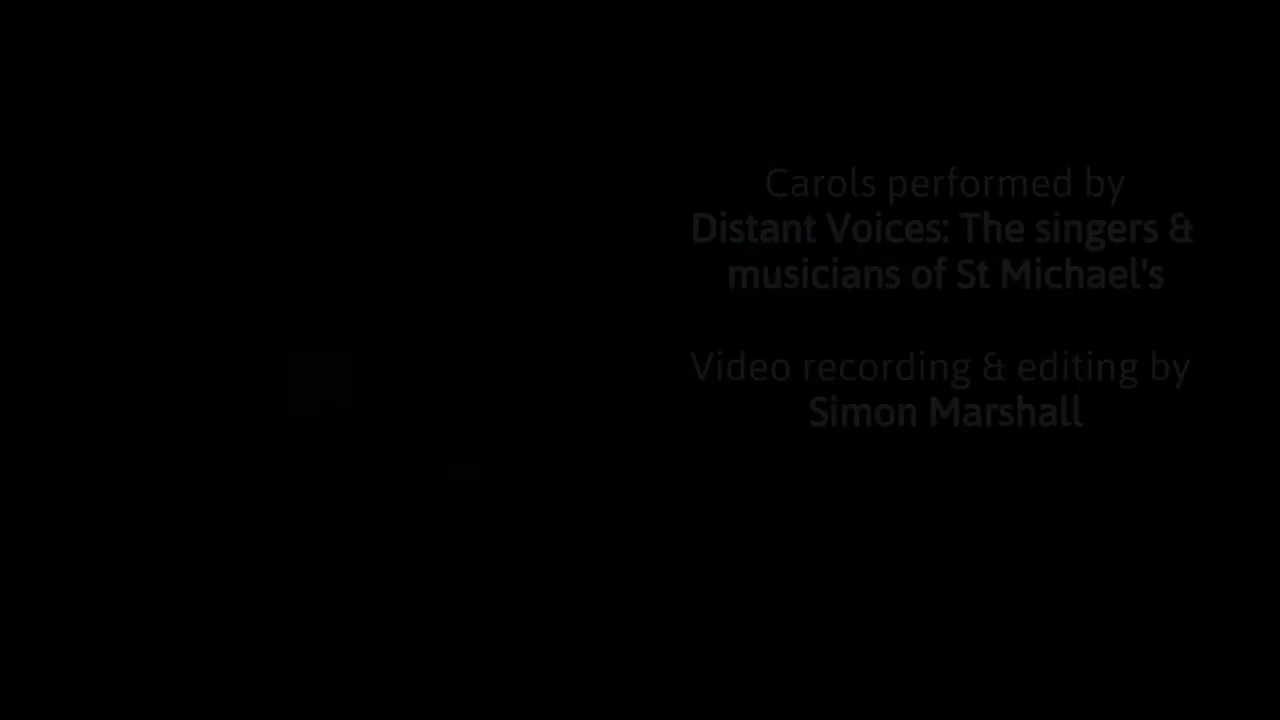 Carols performed by
Distant Voices: The singers &
musicians of St Michael's
Video recording & editing by
Simon Marshall